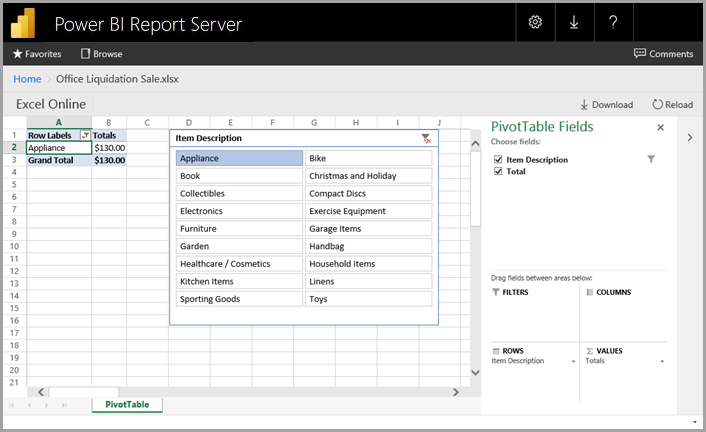 Power BI Report Server
?
Favorites Browse Comments
Home > Office Liquidation Sale.xlsx
Excel Online Download Reload
A B C D E F G H I J
1 Row Labels Totals
2 Appliance $130.00
3 Grand Total $130.00
4
5
6
7
8
9
10
11
12
13
14
15
16
17
18
19
20
21
Item Description
Appliance Bike
Book Christmas and Holiday
Collectibles Compact Discs
Electronics Exercise Equipment
Furniture Garage Items
Garden Handbag
Healthcare / Cosmetics Household Items
Kitchen Items Linens
Sporting Goods Toys
PivotTable Fields
Choose fields:
Item Description
Total
Drag fields between areas below:
FILTERS COLUMNS
ROWS Σ VALUES
Item Description Totals
PivotTable